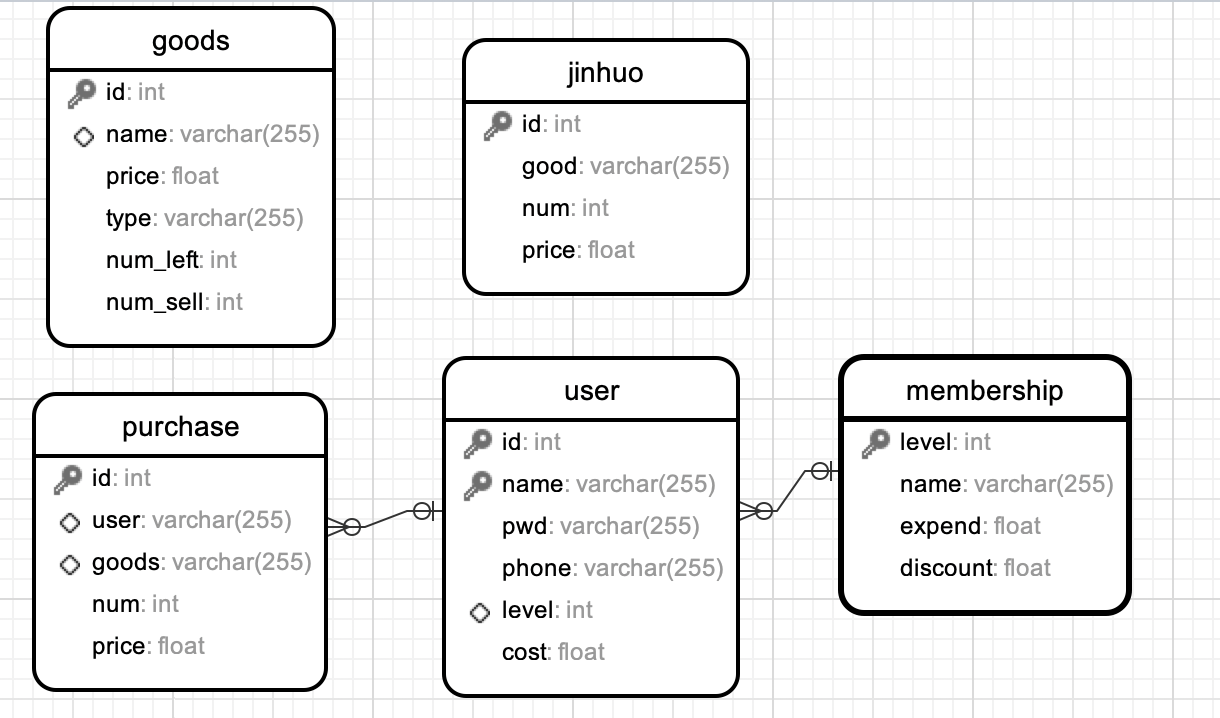 goods
id: int
name: varchar(255)
price: float
type: varchar(255)
num_left: int
num_sell: int
jinhuo
id: int
good: varchar(255)
num: int
price: float
purchase
id: int
user: varchar(255)
goods: varchar(255)
num: int
price: float
user
id: int
name: varchar(255)
pwd: varchar(255)
phone: varchar(255)
level: int
cost: float
membership
level: int
name: varchar(255)
expend: float
discount: float